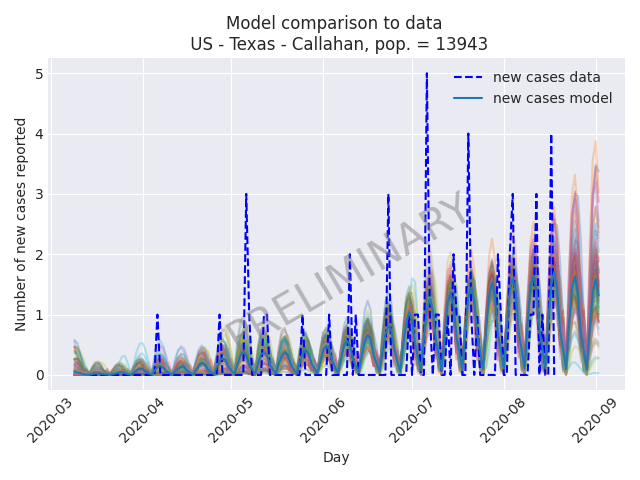 Model comparison to data
US - Texas - Callahan, pop. = 13943
new cases data
new cases model
5
4
3
2
1
0
Number of new cases reported
PRELIMINARY
2020-03
2020-04
2020-05
2020-06
2020-07
2020-08
2020-09
Day